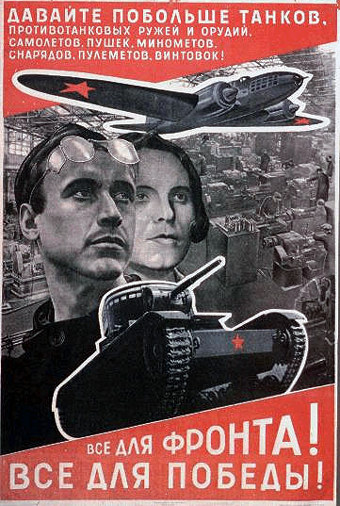 ДАВАЙТЕ ПОБОЛЬШЕ ТАНКОВ,
ПРОТИВОТАНКОВЫХ РУЖЕЙ И ОРУДИЙ,
САМОЛЕТОВ, ПУШЕК, МИНОМЕТОВ,
СНАРЯДОВ, ПУЛЕМЕТОВ, ВИНТОВОК!
ВСЕ ДЛЯ ФРОНТА!
ВСЕ ДЛЯ ПОБЕДЫ!